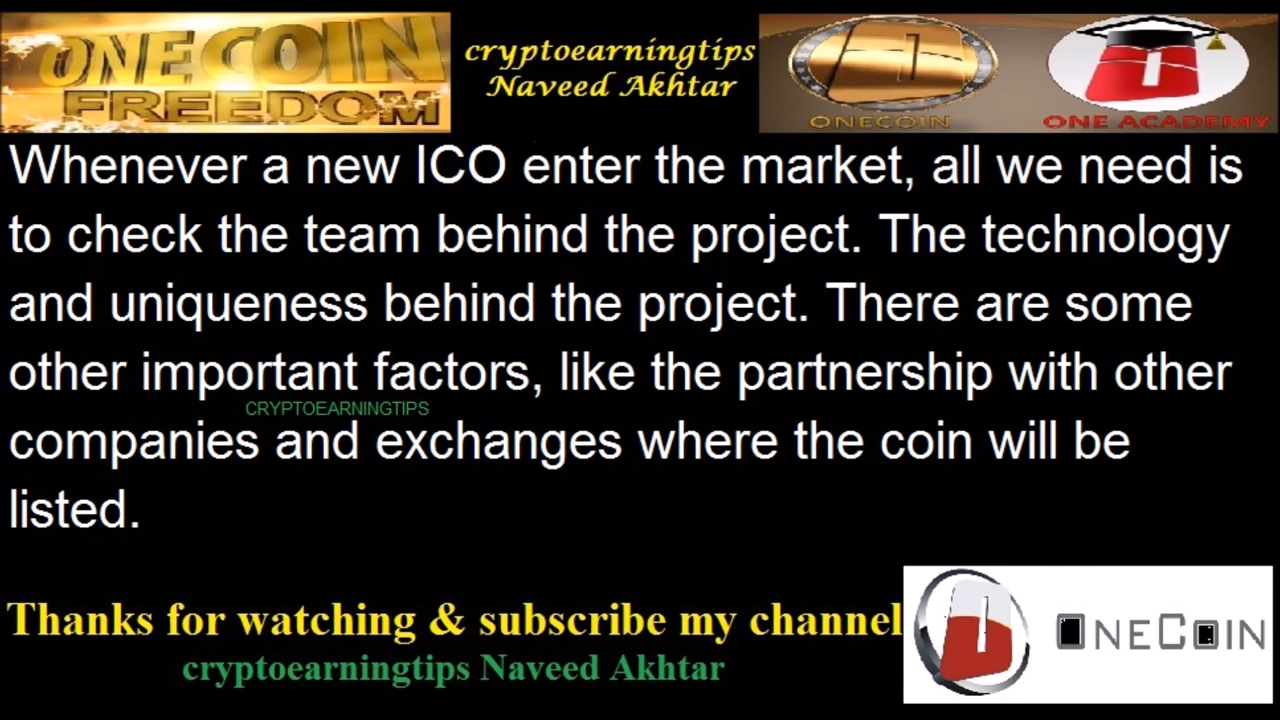 ONE COIN
FREEDOM
cryptoearningtips
Naveed Akhtar
ONECOIN
ONE ACADEMY
Whenever a new ICO enter the market, all we need is
to check the team behind the project. The technology
and uniqueness behind the project. There are some
other important factors, like the partnership with other
CRYPTOEARNINGTIPS
companies and exchanges where the coin will be
listed.
Thanks for watching & subscribe my channel
cryptoearningtips Naveed Akhtar
ONECOIN